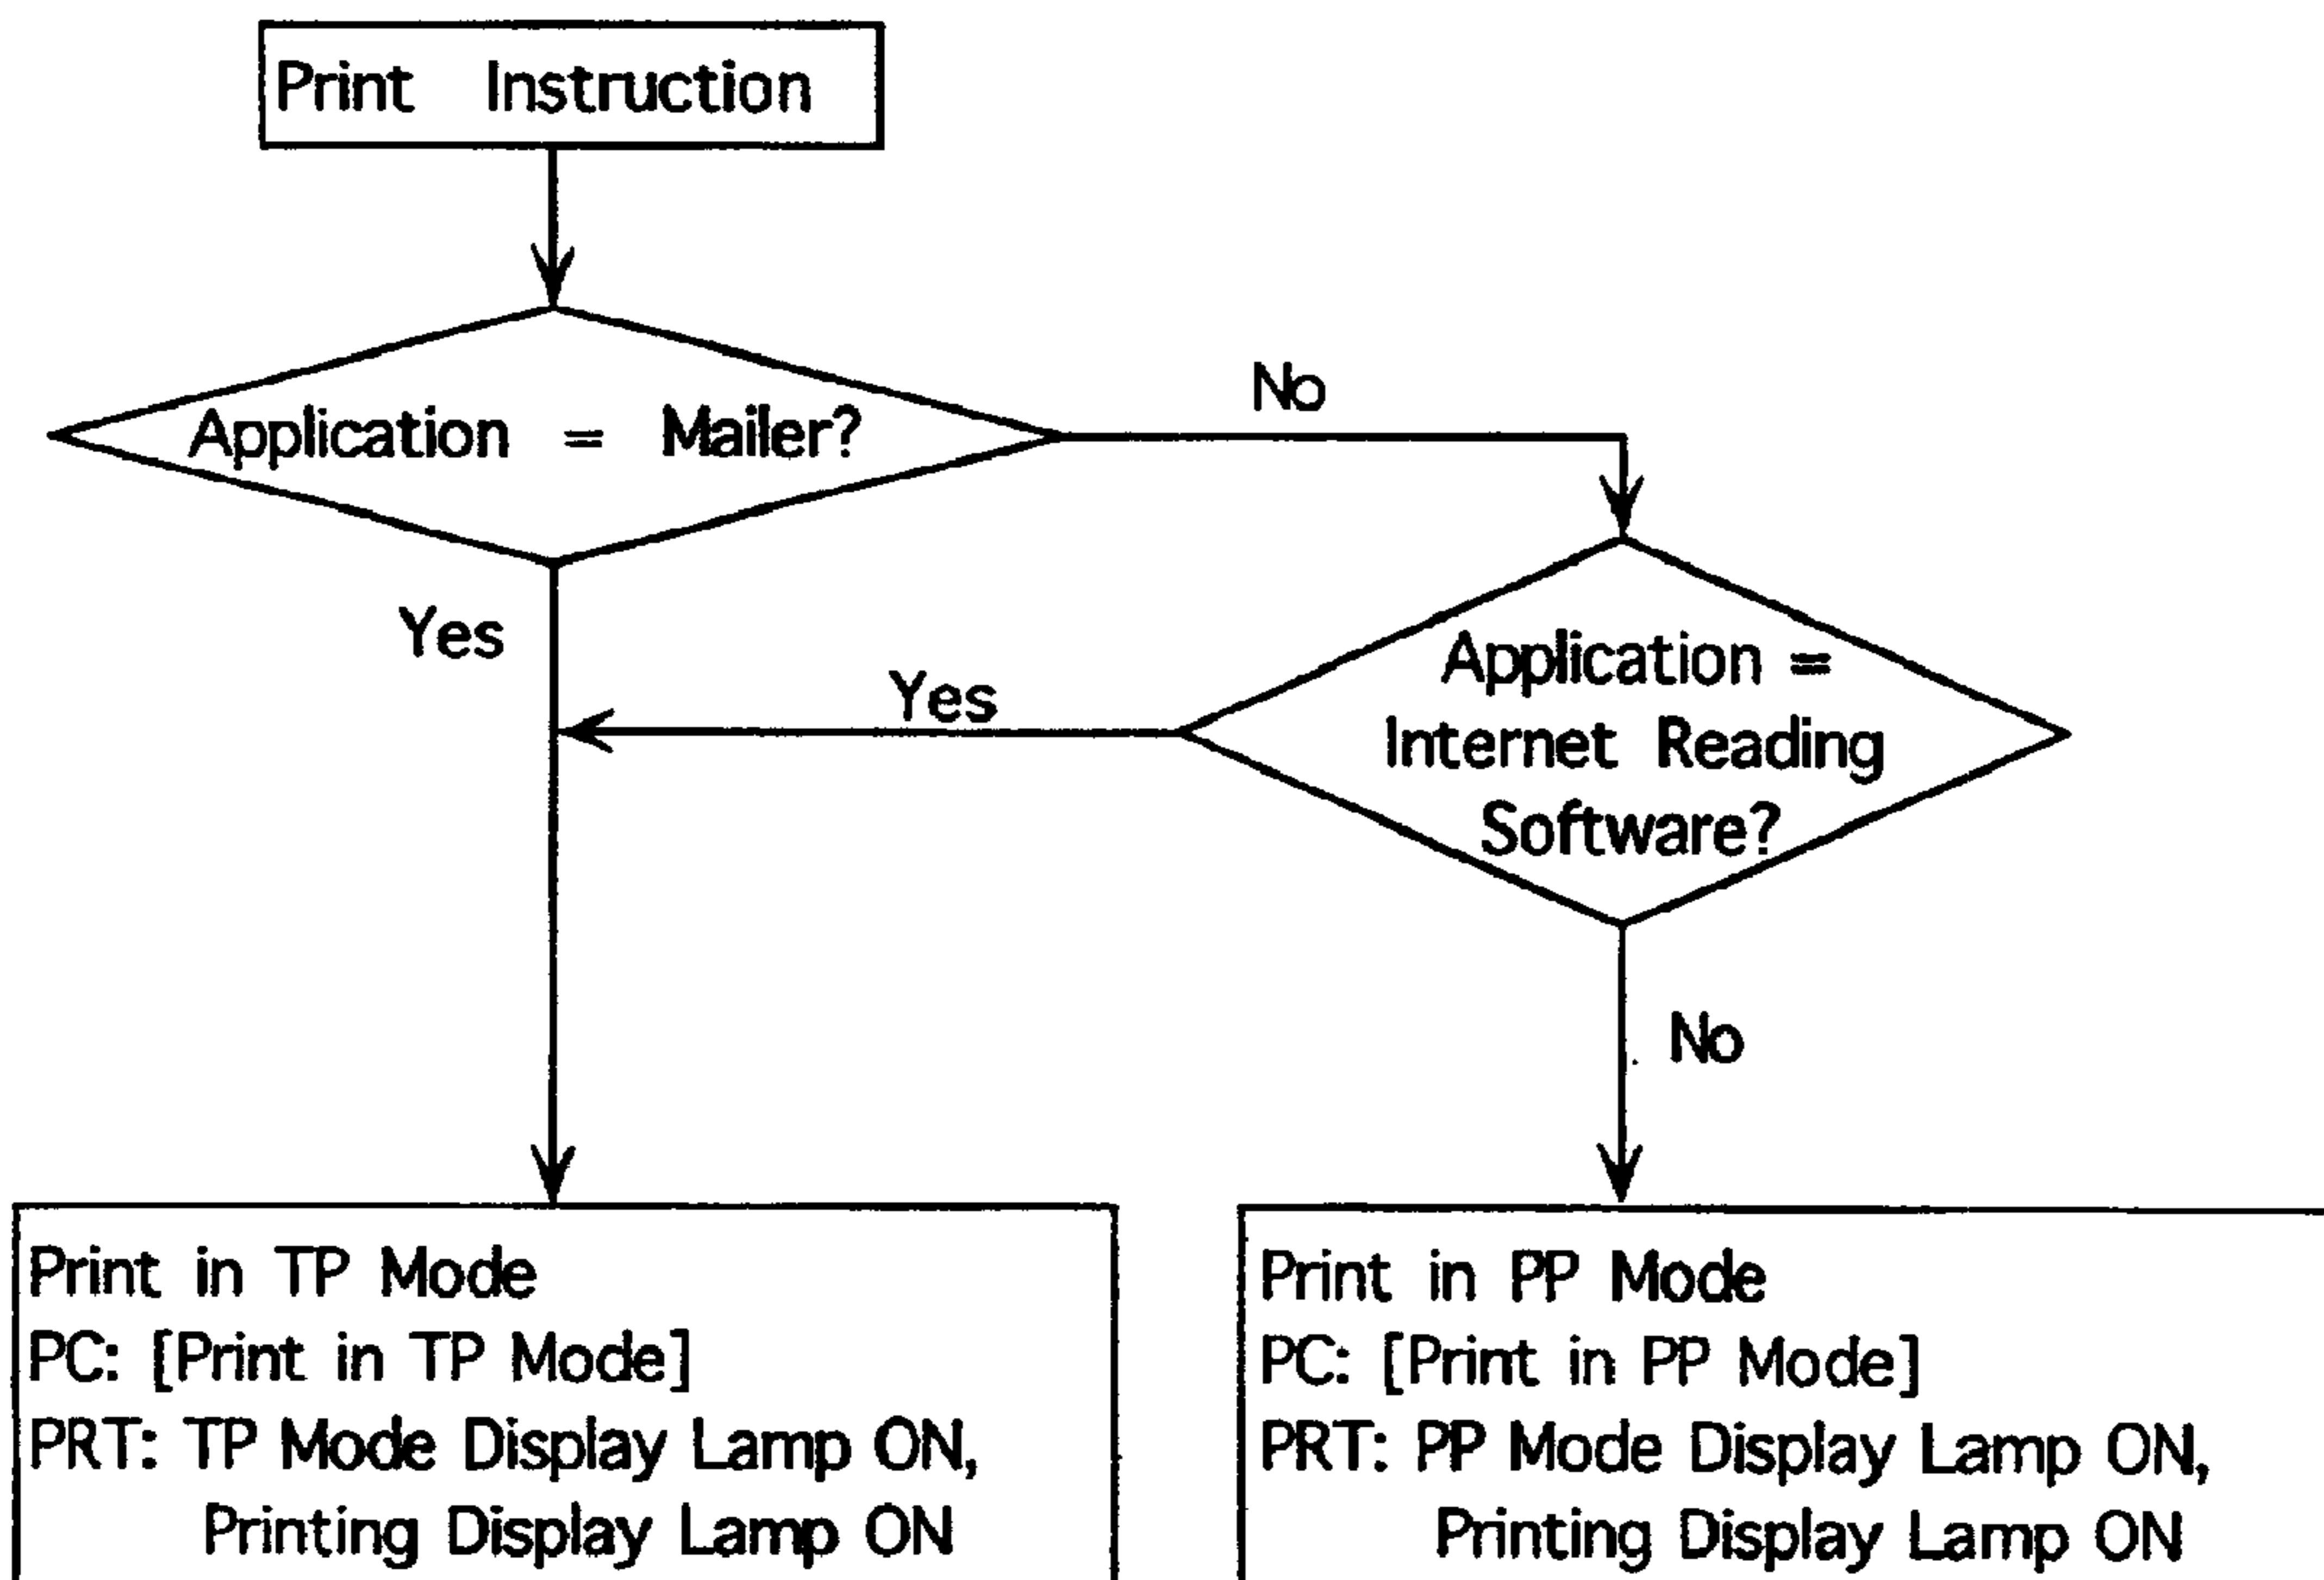 Print Instruction
Application = Mailer?
No
Yes
Yes
Application =
Internet Reading
Software?
No
Print in TP Mode
PC: [Print in TP Mode]
PRT: TP Mode Display Lamp ON,
Printing Display Lamp ON
Print in PP Mode
PC: [Print in PP Mode]
PRT: PP Mode Display Lamp ON,
Printing Display Lamp ON